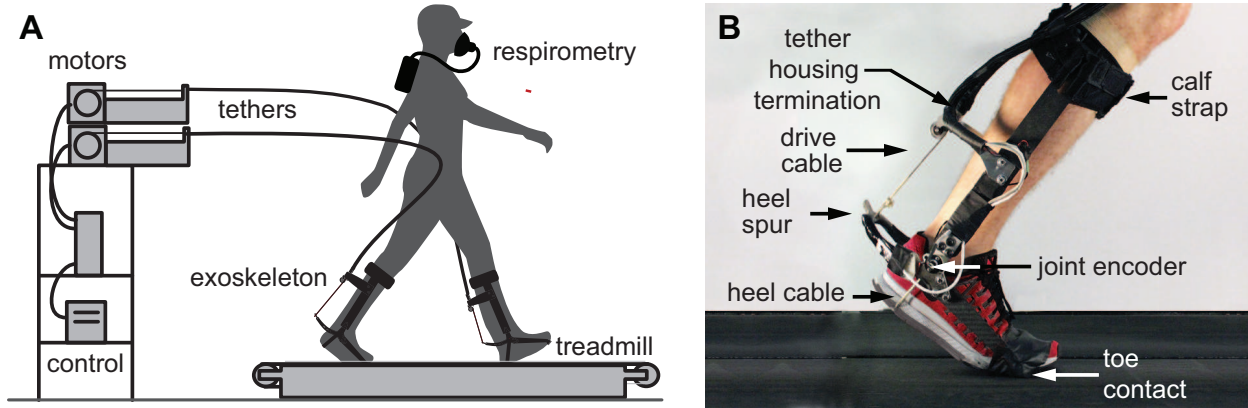 A
motors
respirometry
tethers
exoskeleton
treadmill
control
B
tether
housing
termination
calf
strap
drive
cable
heel
spur
joint encoder
heel cable
toe
contact